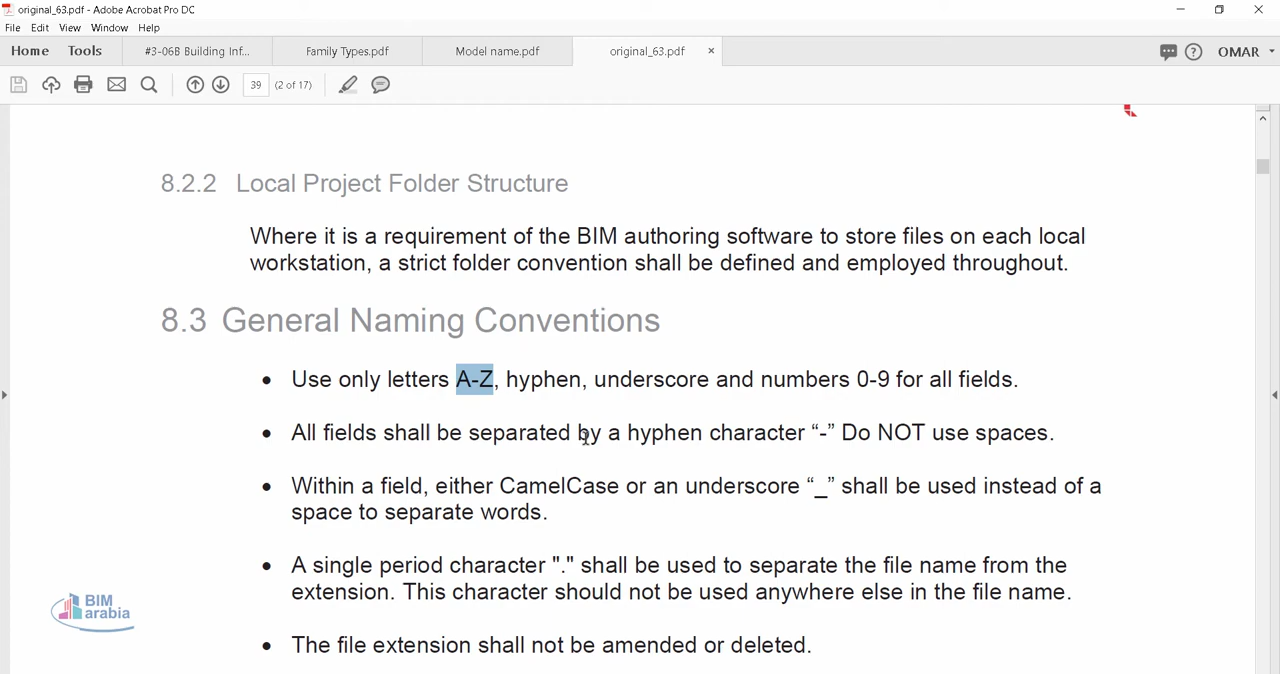 original_63.pdf - Adobe Acrobat Pro DC
File Edit View Window Help
Home Tools #3-06B Building Inf... Family Types.pdf Model name.pdf original_63.pdf × OMAR
39 (2 of 17)
8.2.2 Local Project Folder Structure
Where it is a requirement of the BIM authoring software to store files on each local
workstation, a strict folder convention shall be defined and employed throughout.
8.3 General Naming Conventions
• Use only letters A-Z, hyphen, underscore and numbers 0-9 for all fields.
• All fields shall be separated by a hyphen character “-” Do NOT use spaces.
• Within a field, either CamelCase or an underscore “_” shall be used instead of a
space to separate words.
• A single period character "." shall be used to separate the file name from the
extension. This character should not be used anywhere else in the file name.
• The file extension shall not be amended or deleted.
BIM
arabia